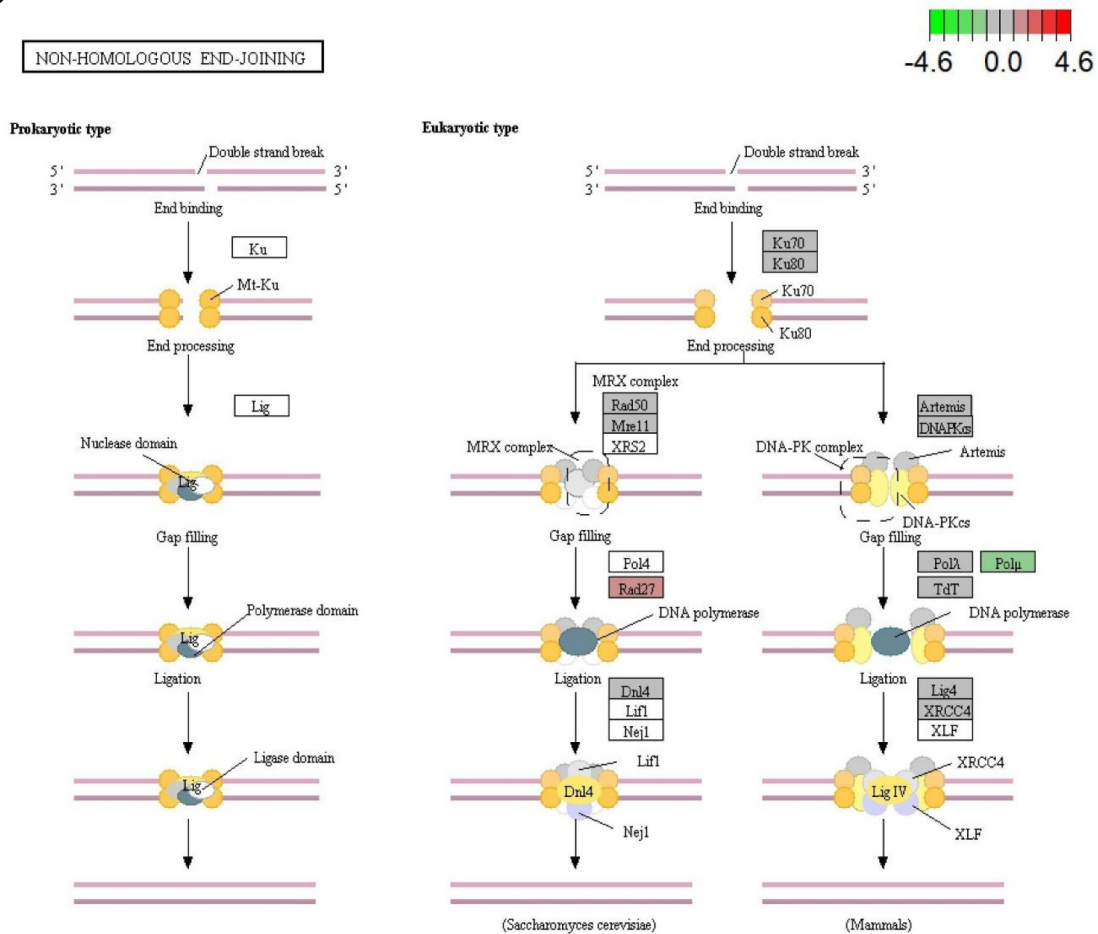 -4.6 0.0 4.6
NON-HOMOLOGOUS END-JOINING
Prokaryotic type
Double strand break
5' 3'
3' 5'
End binding
Ku
Mt-Ku
End processing
Lig
Nuclease domain
Lig
Gap filling
Polymerase domain
Lig
Ligation
Ligase domain
Lig
Eukaryotic type
Double strand break
5' 3'
3' 5'
End binding
Ku70
Ku80
Ku70
Ku80
End processing
MRX complex
Rad50
Mre11
XRS2
MRX complex
Gap filling
Pol4
Rad27
DNA polymerase
Ligation
Dnl4
Lif1
Nej1
Lif1
Dnl4
Nej1
(Saccharomyces cerevisiae)
Artemis
DNAPKcs
DNA-PK complex
Artemis
DNA-PKcs
Gap filling
Polλ Polμ
TdT
DNA polymerase
Ligation
Lig4
XRCC4
XLF
XRCC4
Lig IV
XLF
(Mammals)